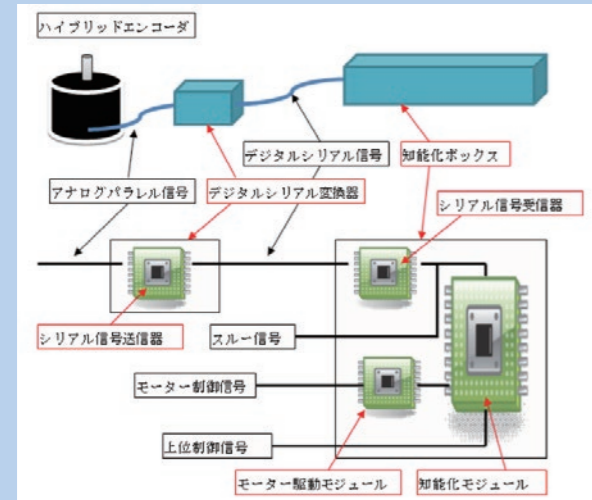 ハイブリッドエンコーダ
デジタルシリアル信号
知能化ボックス
アナログパラレル信号
デジタルシリアル変換器
シリアル信号受信器
シリアル信号送信器
スルー信号
モーター制御信号
上位制御信号
モーター駆動モジュール
知能化モジュール